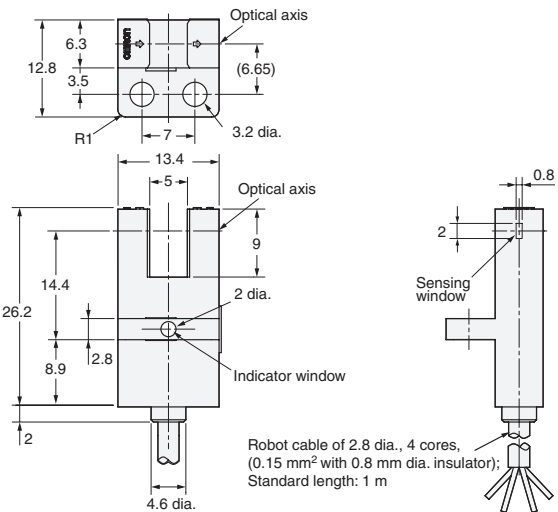 Optical axis
OMRON
6.3
12.8
3.5
(6.65)
R1
7
3.2 dia.
13.4
5
Optical axis
0.8
9
2
Sensing
window
14.4
26.2
2 dia.
2.8
8.9
Indicator window
2
4.6 dia.
Robot cable of 2.8 dia., 4 cores,
(0.15 mm² with 0.8 mm dia. insulator);
Standard length: 1 m